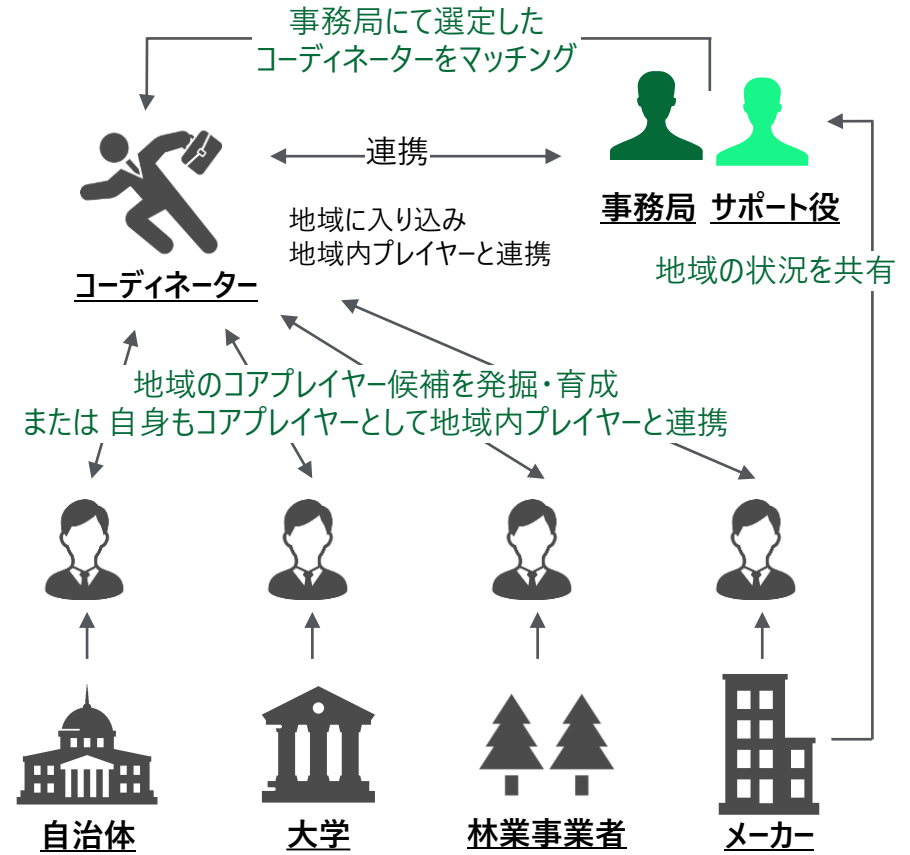 事務局にて選定した
コーディネーターをマッチング
連携
事務局 サポート役
地域に入り込み
地域内プレイヤーと連携
コーディネーター
地域の状況を共有
地域のコアプレイヤー候補を発掘・育成
または 自身もコアプレイヤーとして地域内プレイヤーと連携
自治体
大学
林業事業者
メーカー